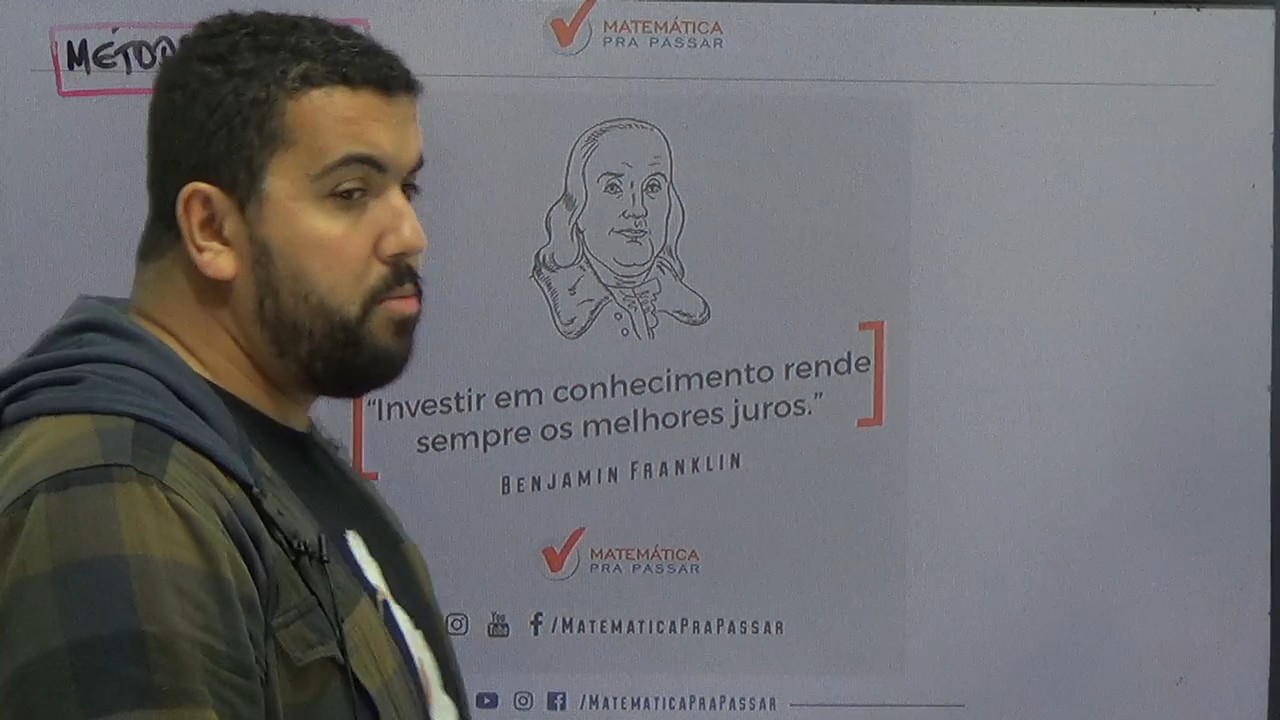 MATEMÁTICA
PRA PASSAR
“Investir em conhecimento rende
sempre os melhores juros.”
BENJAMIN FRANKLIN
MATEMÁTICA
PRA PASSAR
/MATEMATICAPRAPASSAR
/MATEMATICAPRAPASSAR